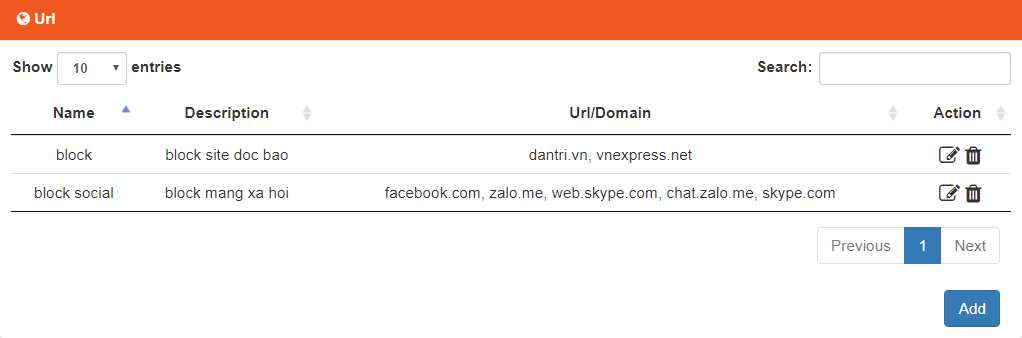 Url
Show 10 entries Search:
Name Description Url/Domain Action
block block site doc bao dantri.vn, vnexpress.net
block social block mang xa hoi facebook.com, zalo.me, web.skype.com, chat.zalo.me, skype.com
Previous 1 Next
Add